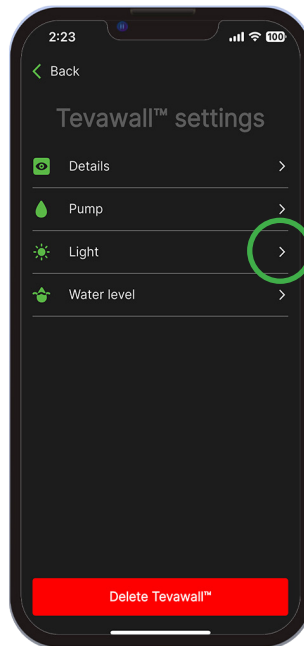 2:23
H
100
Back
Tevawall™ settings
Details
Pump
Light
Water level
Delete Tevawall™